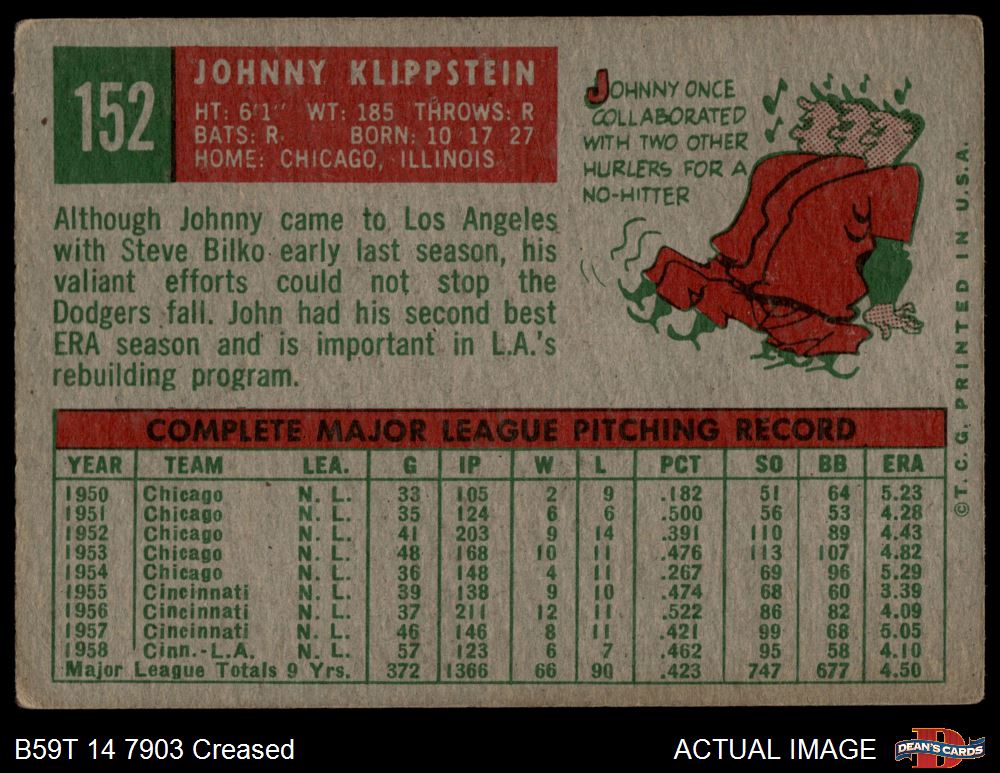 152
JOHNNY KLIPPSTEIN
HT: 6'1" WT: 185 THROWS: R
BATS: R. BORN: 10 17 27
HOME: CHICAGO, ILLINOIS
JOHNNY ONCE
COLLABORATED
WITH TWO OTHER
HURLERS FOR A
NO-HITTER
Although Johnny came to Los Angeles
with Steve Bilko early last season, his
valiant efforts could not stop the
Dodgers fall. John had his second best
ERA season and is important in L.A.'s
rebuilding program.
©T. C. G. PRINTED IN U.S.A.
COMPLETE MAJOR LEAGUE PITCHING RECORD
YEAR TEAM LEA. G IP W L PCT SO BB ERA
1950 Chicago N. L. 33 105 2 9 .182 51 64 5.23
1951 Chicago N. L. 35 124 6 6 .500 56 53 4.28
1952 Chicago N. L. 41 203 9 14 .391 110 89 4.43
1953 Chicago N. L. 48 168 10 11 .476 113 107 4.82
1954 Chicago N. L. 36 148 4 11 .267 69 96 5.29
1955 Cincinnati N. L. 39 138 9 10 .474 68 60 3.39
1956 Cincinnati N. L. 37 211 12 11 .522 86 82 4.09
1957 Cincinnati N. L. 46 146 8 11 .421 99 68 5.05
1958 Cinn.-L.A. N. L. 57 123 6 7 .462 95 58 4.10
Major League Totals 9 Yrs. 372 1366 66 90 .423 747 677 4.50
B59T 14 7903 Creased
ACTUAL IMAGE
D
DEAN'S CARDS